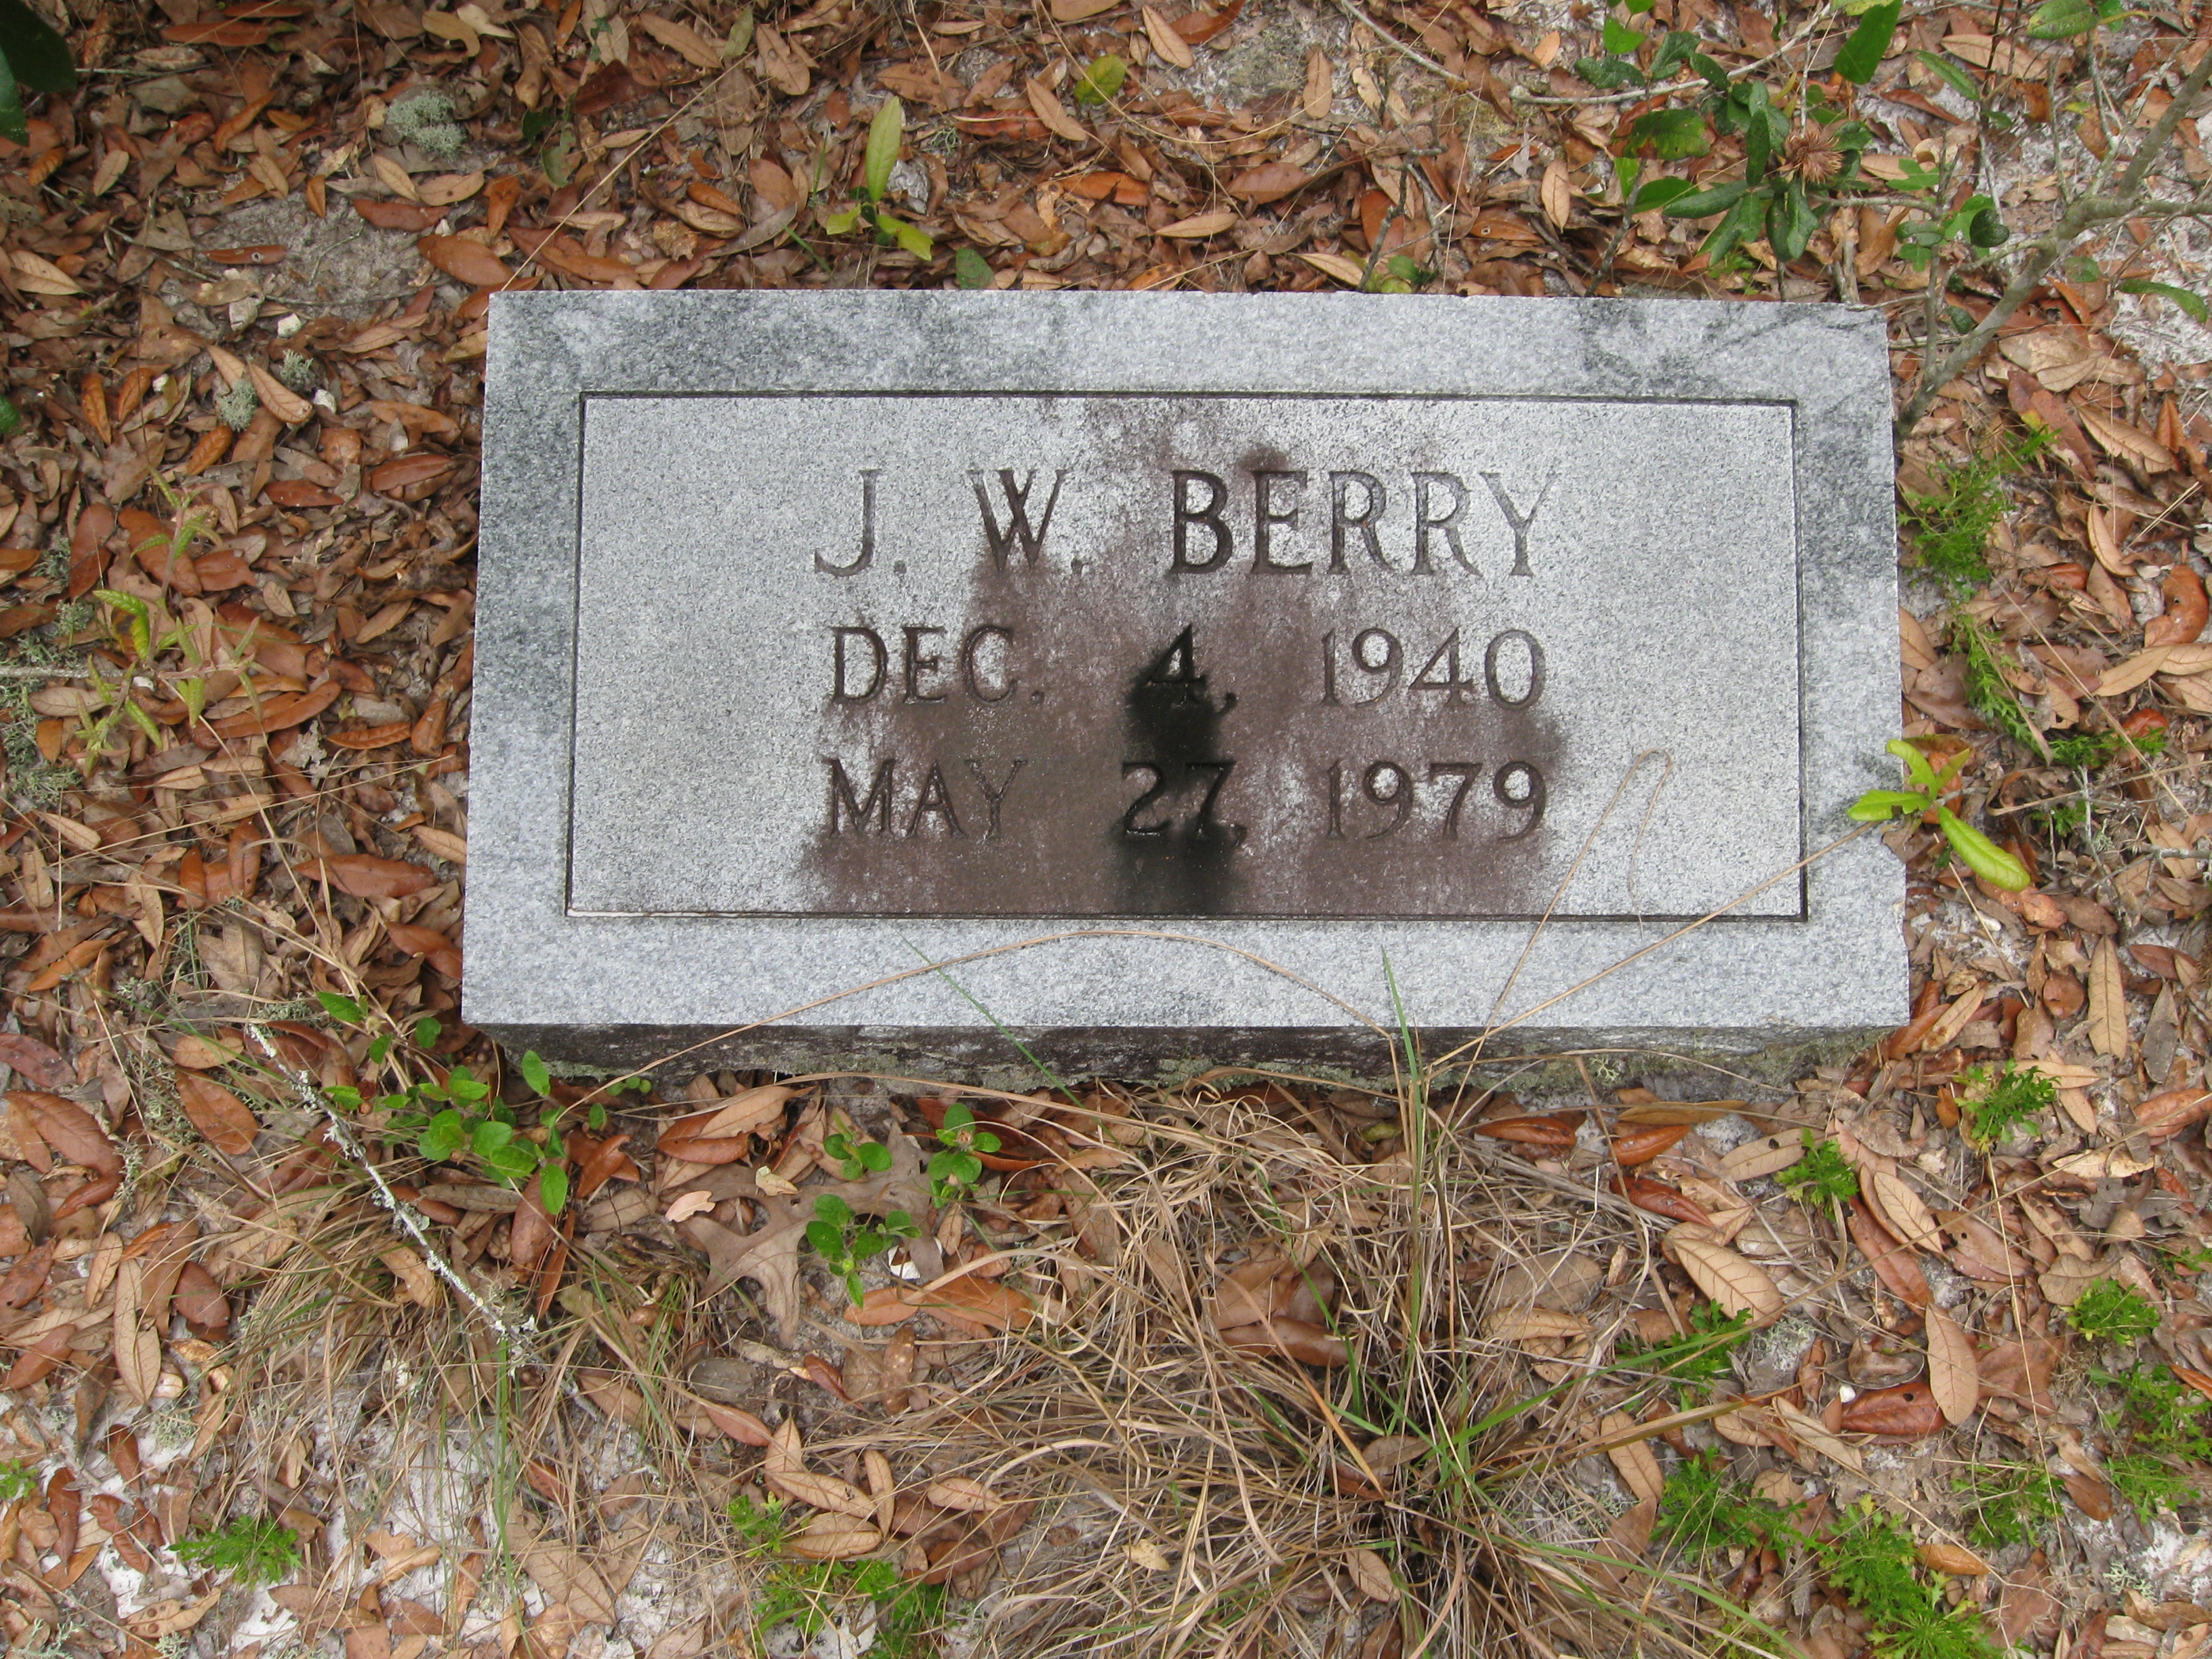 J. W. BERRY
DEC. 4, 1940
MAY 27, 1979